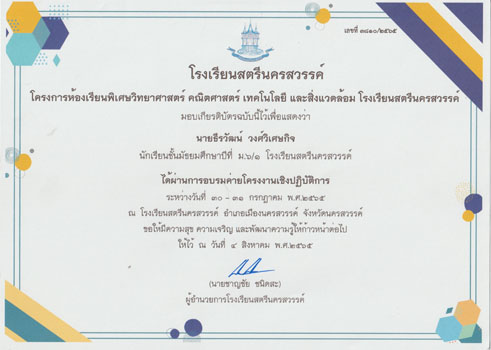 เลขที่ ๓๘๑๐/๒๕๖๕
โรงเรียนสตรีนครสวรรค์
โครงการห้องเรียนพิเศษวิทยาศาสตร์ คณิตศาสตร์ เทคโนโลยี และสิ่งแวดล้อม โรงเรียนสตรีนครสวรรค์
มอบเกียรติบัตรฉบับนี้ไว้เพื่อแสดงว่า
นายธีรวัฒน์ วงศ์วิเศษกิจ
นักเรียนชั้นมัธยมศึกษาปีที่ ม.๖/๑ โรงเรียนสตรีนครสวรรค์
ได้ผ่านการอบรมค่ายโครงงานเชิงปฏิบัติการ
ระหว่างวันที่ ๓๐ - ๓๑ กรกฎาคม พ.ศ.๒๕๖๕
ณ โรงเรียนสตรีนครสวรรค์ อำเภอเมืองนครสวรรค์ จังหวัดนครสวรรค์
ขอให้มีความสุข ความเจริญ และพัฒนาความรู้ให้ก้าวหน้าต่อไป
ให้ไว้ ณ วันที่ ๔ สิงหาคม พ.ศ.๒๕๖๕
(นายชาญชัย ชนิดสะ)
ผู้อำนวยการโรงเรียนสตรีนครสวรรค์